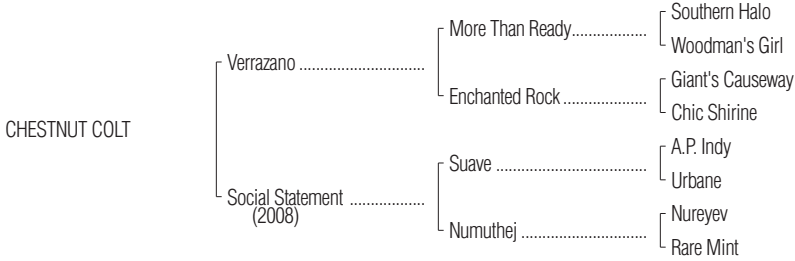 Southern Halo
More Than Ready..................
Woodman's Girl
Verrazano ..............................
Giant's Causeway
Enchanted Rock ....................
Chic Shirine
CHESTNUT COLT
A.P. Indy
Suave ....................................
Urbane
Social Statement ..................
(2008)
Nureyev
Numuthej ..............................
Rare Mint